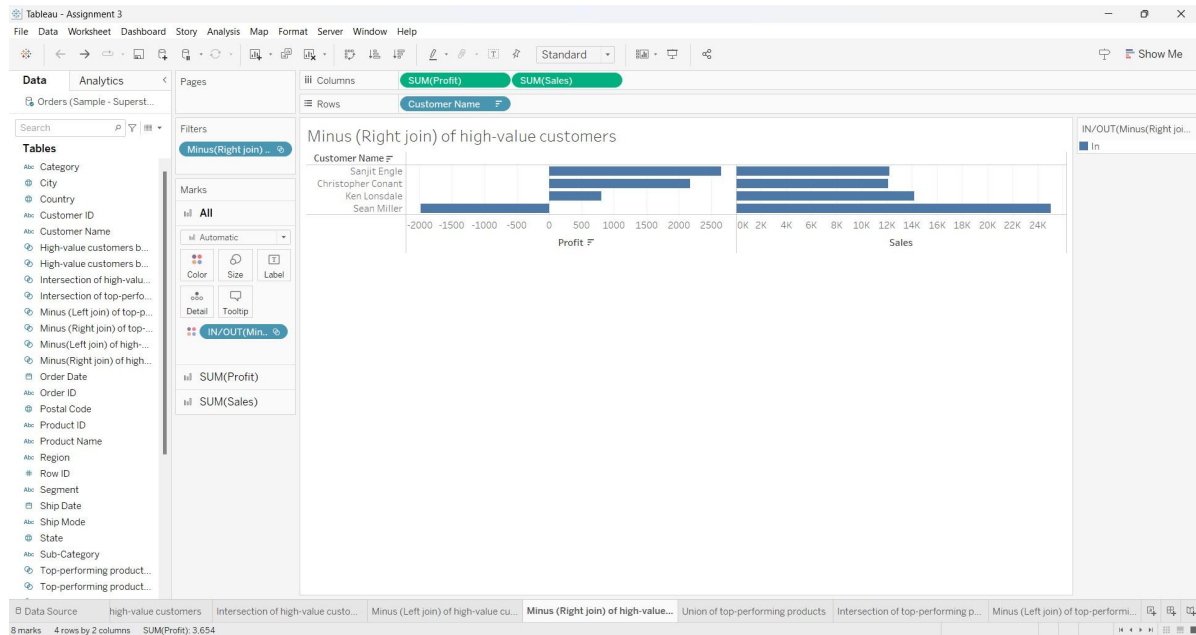 Tableau - Assignment 3
File Data Worksheet Dashboard Story Analysis Map Format Server Window Help
Standard
Show Me
Data Analytics
Pages
Columns SUM(Profit) SUM(Sales)
Orders (Sample - Superst...
Rows Customer Name
Search
Filters
Minus(Right join) ..
Minus (Right join) of high-value customers
IN/OUT(Minus(Right joi...
In
Tables
Abc Category
City
Country
Abc Customer ID
Abc Customer Name
High-value customers b...
High-value customers b...
Intersection of high-valu...
Intersection of top-perfo...
Minus (Left join) of top-p...
Minus (Right join) of top-...
Minus(Left join) of high-...
Minus(Right join) of high...
Order Date
Abc Order ID
Postal Code
Abc Product ID
Abc Product Name
Abc Region
# Row ID
Abc Segment
Ship Date
Abc Ship Mode
State
Abc Sub-Category
Top-performing product...
Top-performing product...
Marks
All
Automatic
Color Size Label
Detail Tooltip
IN/OUT(Min..
SUM(Profit)
SUM(Sales)
Customer Name
Sanjit Engle
Christopher Conant
Ken Lonsdale
Sean Miller
-2000 -1500 -1000 -500 0 500 1000 1500 2000 2500
0K 2K 4K 6K 8K 10K 12K 14K 16K 18K 20K 22K 24K
Profit
Sales
Data Source high-value customers Intersection of high-value custo... Minus (Left join) of high-value cu... Minus (Right join) of high-value... Union of top-performing products Intersection of top-performing p... Minus (Left join) of top-performi...
8 marks 4 rows by 2 columns SUM(Profit): 3,654